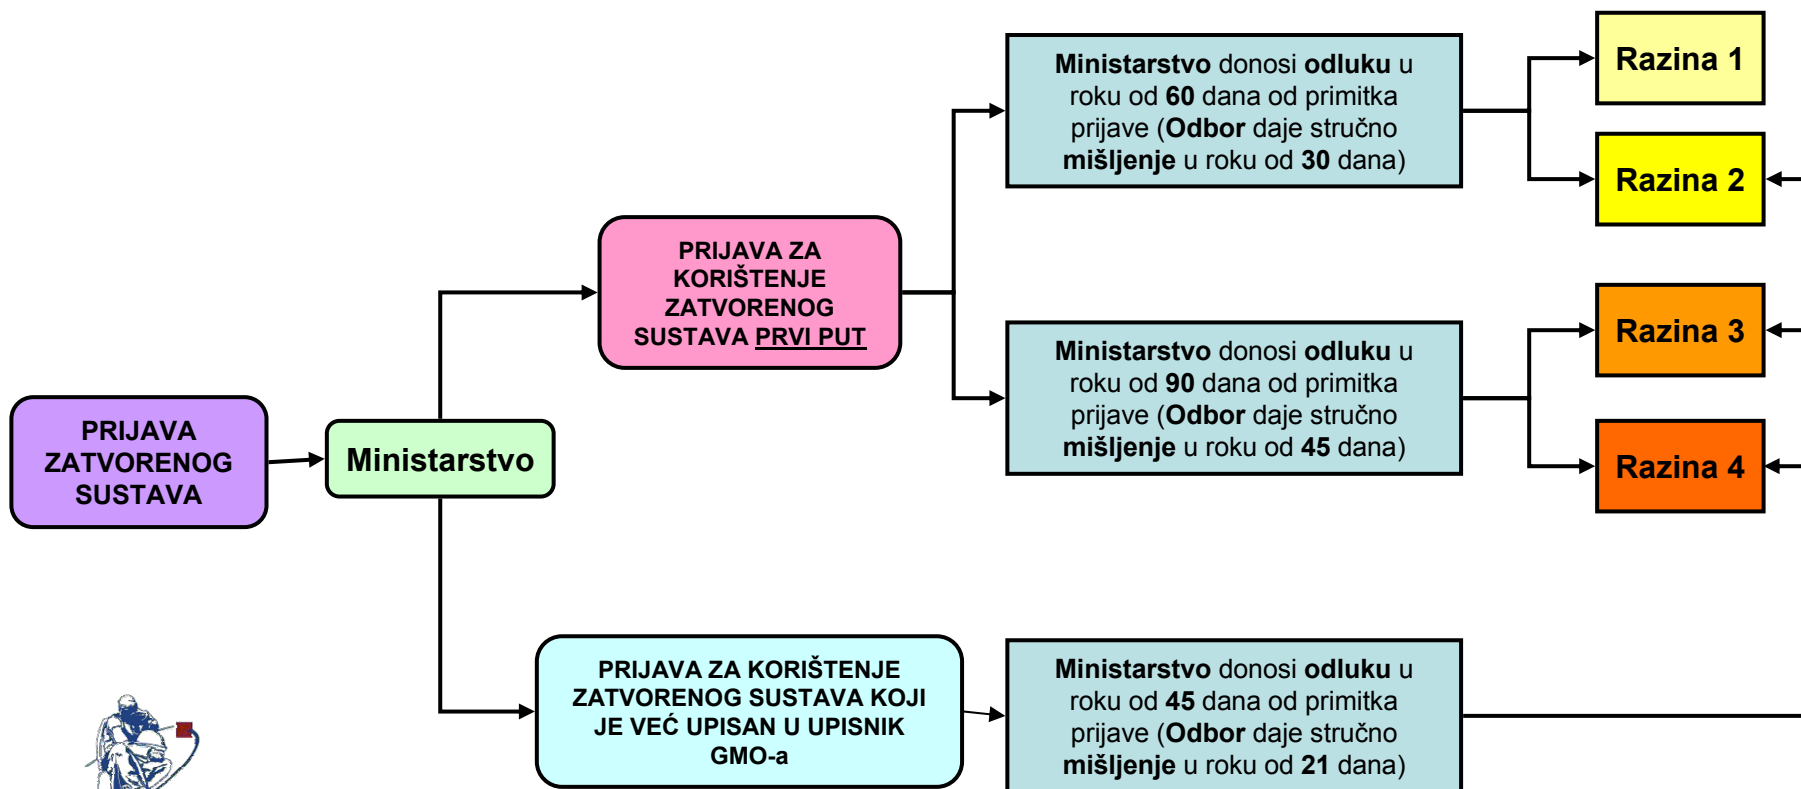 PRIJAVA
ZATVORENOG
SUSTAVA
Ministarstvo
PRIJAVA ZA
KORIŠTENJE
ZATVORENOG
SUSTAVA PRVI PUT
Ministarstvo donosi odluku u
roku od 60 dana od primitka
prijave (Odbor daje stručno
mišljenje u roku od 30 dana)
Razina 1
Razina 2
Ministarstvo donosi odluku u
roku od 90 dana od primitka
prijave (Odbor daje stručno
mišljenje u roku od 45 dana)
Razina 3
Razina 4
PRIJAVA ZA KORIŠTENJE
ZATVORENOG SUSTAVA KOJI
JE VEĆ UPISAN U UPISNIK
GMO-a
Ministarstvo donosi odluku u
roku od 45 dana od primitka
prijave (Odbor daje stručno
mišljenje u roku od 21 dana)